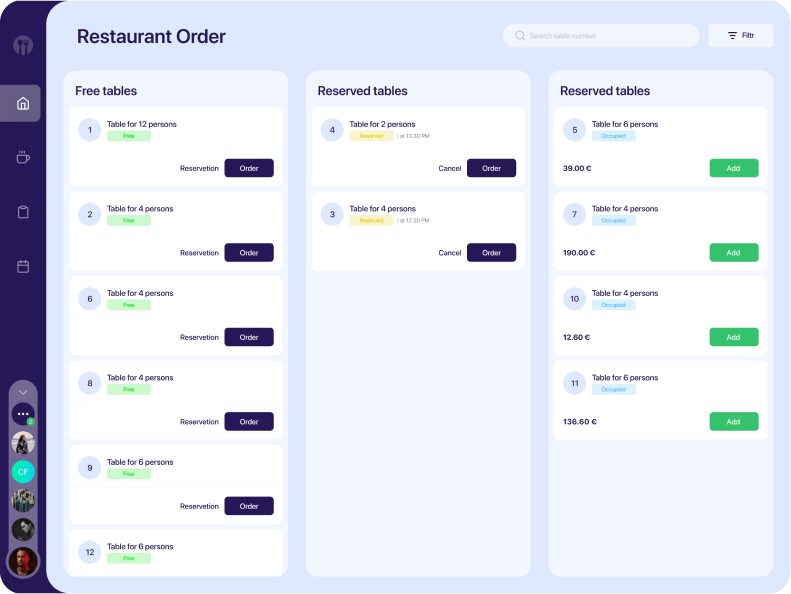 Restaurant Order
Search table number
Filtr
Free tables
1
Table for 12 persons
Free
Reservetion
Order
2
Table for 4 persons
Free
Reservetion
Order
6
Table for 4 persons
Free
Reservetion
Order
8
Table for 4 persons
Free
Reservetion
Order
9
Table for 6 persons
Free
Reservetion
Order
12
Table for 6 persons
Free
Reserved tables
4
Table for 2 persons
Reserved
| at 13:30 PM
Cancel
Order
3
Table for 4 persons
Reserved
| at 12:30 PM
Cancel
Order
Reserved tables
5
Table for 6 persons
Occupied
39.00 €
Add
7
Table for 4 persons
Occupied
190.00 €
Add
10
Table for 4 persons
Occupied
12.60 €
Add
11
Table for 6 persons
Occupied
136.60 €
Add
2
CF